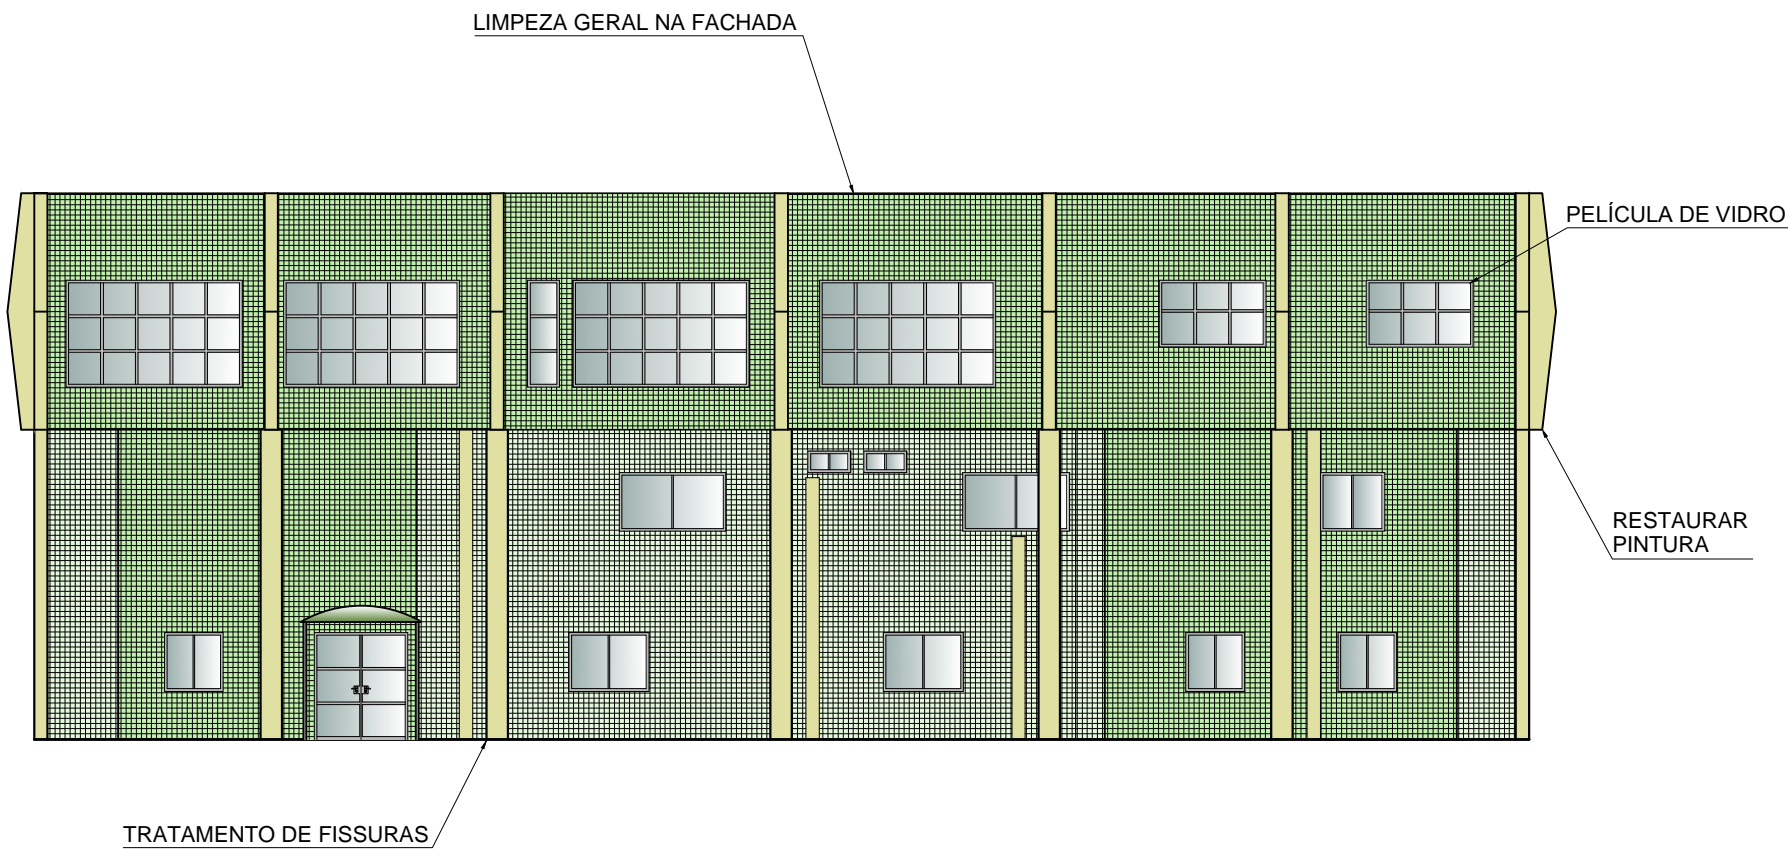 LIMPEZA GERAL NA FACHADA
PELÍCULA DE VIDRO
RESTAURAR
PINTURA
TRATAMENTO DE FISSURAS